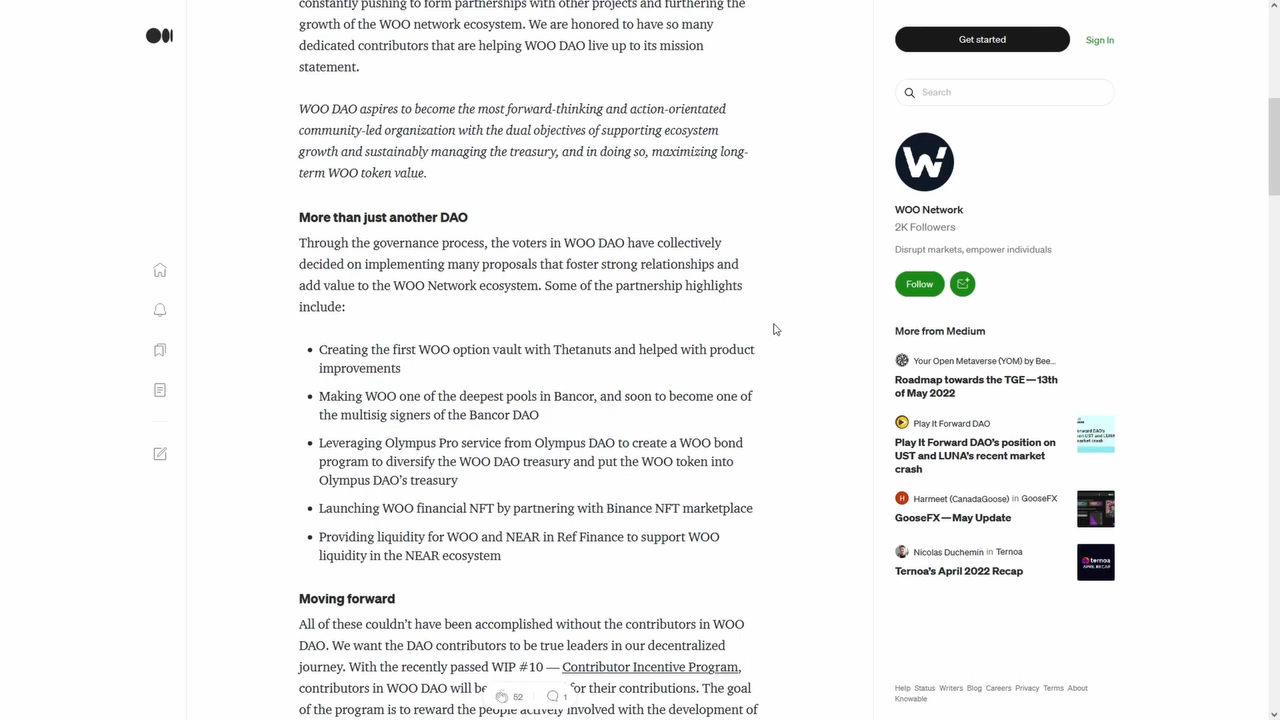 constantly pushing to form partnerships with other projects and furthering the
growth of the WOO network ecosystem. We are honored to have so many
dedicated contributors that are helping WOO DAO live up to its mission
statement.
WOO DAO aspires to become the most forward-thinking and action-orientated
community-led organization with the dual objectives of supporting ecosystem
growth and sustainably managing the treasury, and in doing so, maximizing long-
term WOO token value.
More than just another DAO
Through the governance process, the voters in WOO DAO have collectively
decided on implementing many proposals that foster strong relationships and
add value to the WOO Network ecosystem. Some of the partnership highlights
include:
• Creating the first WOO option vault with Thetanuts and helped with product
improvements
• Making WOO one of the deepest pools in Bancor, and soon to become one of
the multisig signers of the Bancor DAO
• Leveraging Olympus Pro service from Olympus DAO to create a WOO bond
program to diversify the WOO DAO treasury and put the WOO token into
Olympus DAO's treasury
• Launching WOO financial NFT by partnering with Binance NFT marketplace
• Providing liquidity for WOO and NEAR in Ref Finance to support WOO
liquidity in the NEAR ecosystem
Moving forward
All of these couldn't have been accomplished without the contributors in WOO
DAO. We want the DAO contributors to be true leaders in our decentralized
journey. With the recently passed WIP #10 — Contributor Incentive Program,
contributors in WOO DAO will be for their contributions. The goal
of the program is to reward the people actively involved with the development of
52
1
Get started
Sign In
Search
WOO Network
2K Followers
Disrupt markets, empower individuals
Follow
More from Medium
Your Open Metaverse (YOM) by Bee...
Roadmap towards the TGE — 13th
of May 2022
Play It Forward DAO
Play It Forward DAO's position on
UST and LUNA's recent market
crash
Harmeet (CanadaGoose) in GooseFX
GooseFX — May Update
Nicolas Duchemin in Ternoa
Ternoa's April 2022 Recap
Help Status Writers Blog Careers Privacy Terms About
Knowable